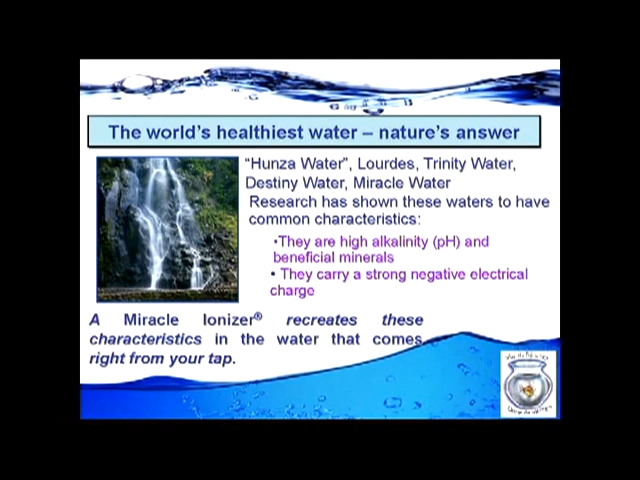 The world's healthiest water – nature's answer
"Hunza Water", Lourdes, Trinity Water,
Destiny Water, Miracle Water
Research has shown these waters to have
common characteristics:
•They are high alkalinity (pH) and
beneficial minerals
• They carry a strong negative electrical
charge
A Miracle Ionizer® recreates these
characteristics in the water that comes
right from your tap.